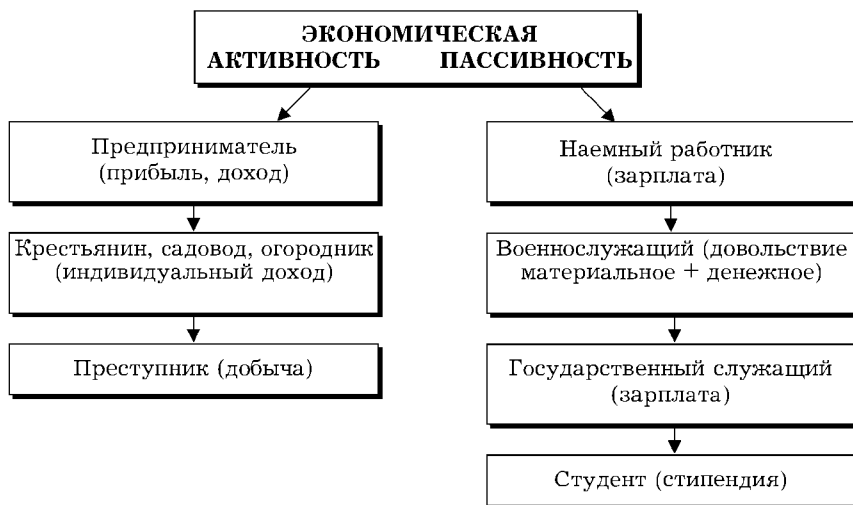 ЭКОНОМИЧЕСКАЯ
АКТИВНОСТЬ ПАССИВНОСТЬ
Предприниматель
(прибыль, доход)
Крестьянин, садовод, огородник
(индивидуальный доход)
Преступник (добыча)
Наемный работник
(зарплата)
Военнослужащий (довольствие
материальное + денежное)
Государственный служащий
(зарплата)
Студент (стипендия)